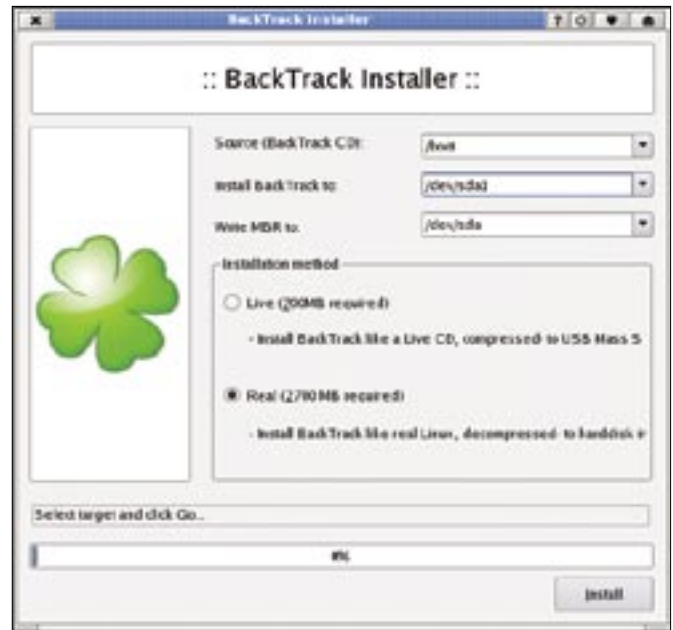 BackTrack Installer
:: BackTrack Installer ::
Source (BackTrack CD):
/boot
Install BackTrack to:
/dev/sda1
Write MBR to:
/dev/sda
Installation method
Live (200MB required)
- Install BackTrack like a Live CD, compressed to USB Mass S
Real (2700MB required)
- Install BackTrack like real Linux, decompressed to harddisk
Select target and click Go..
0%
Install